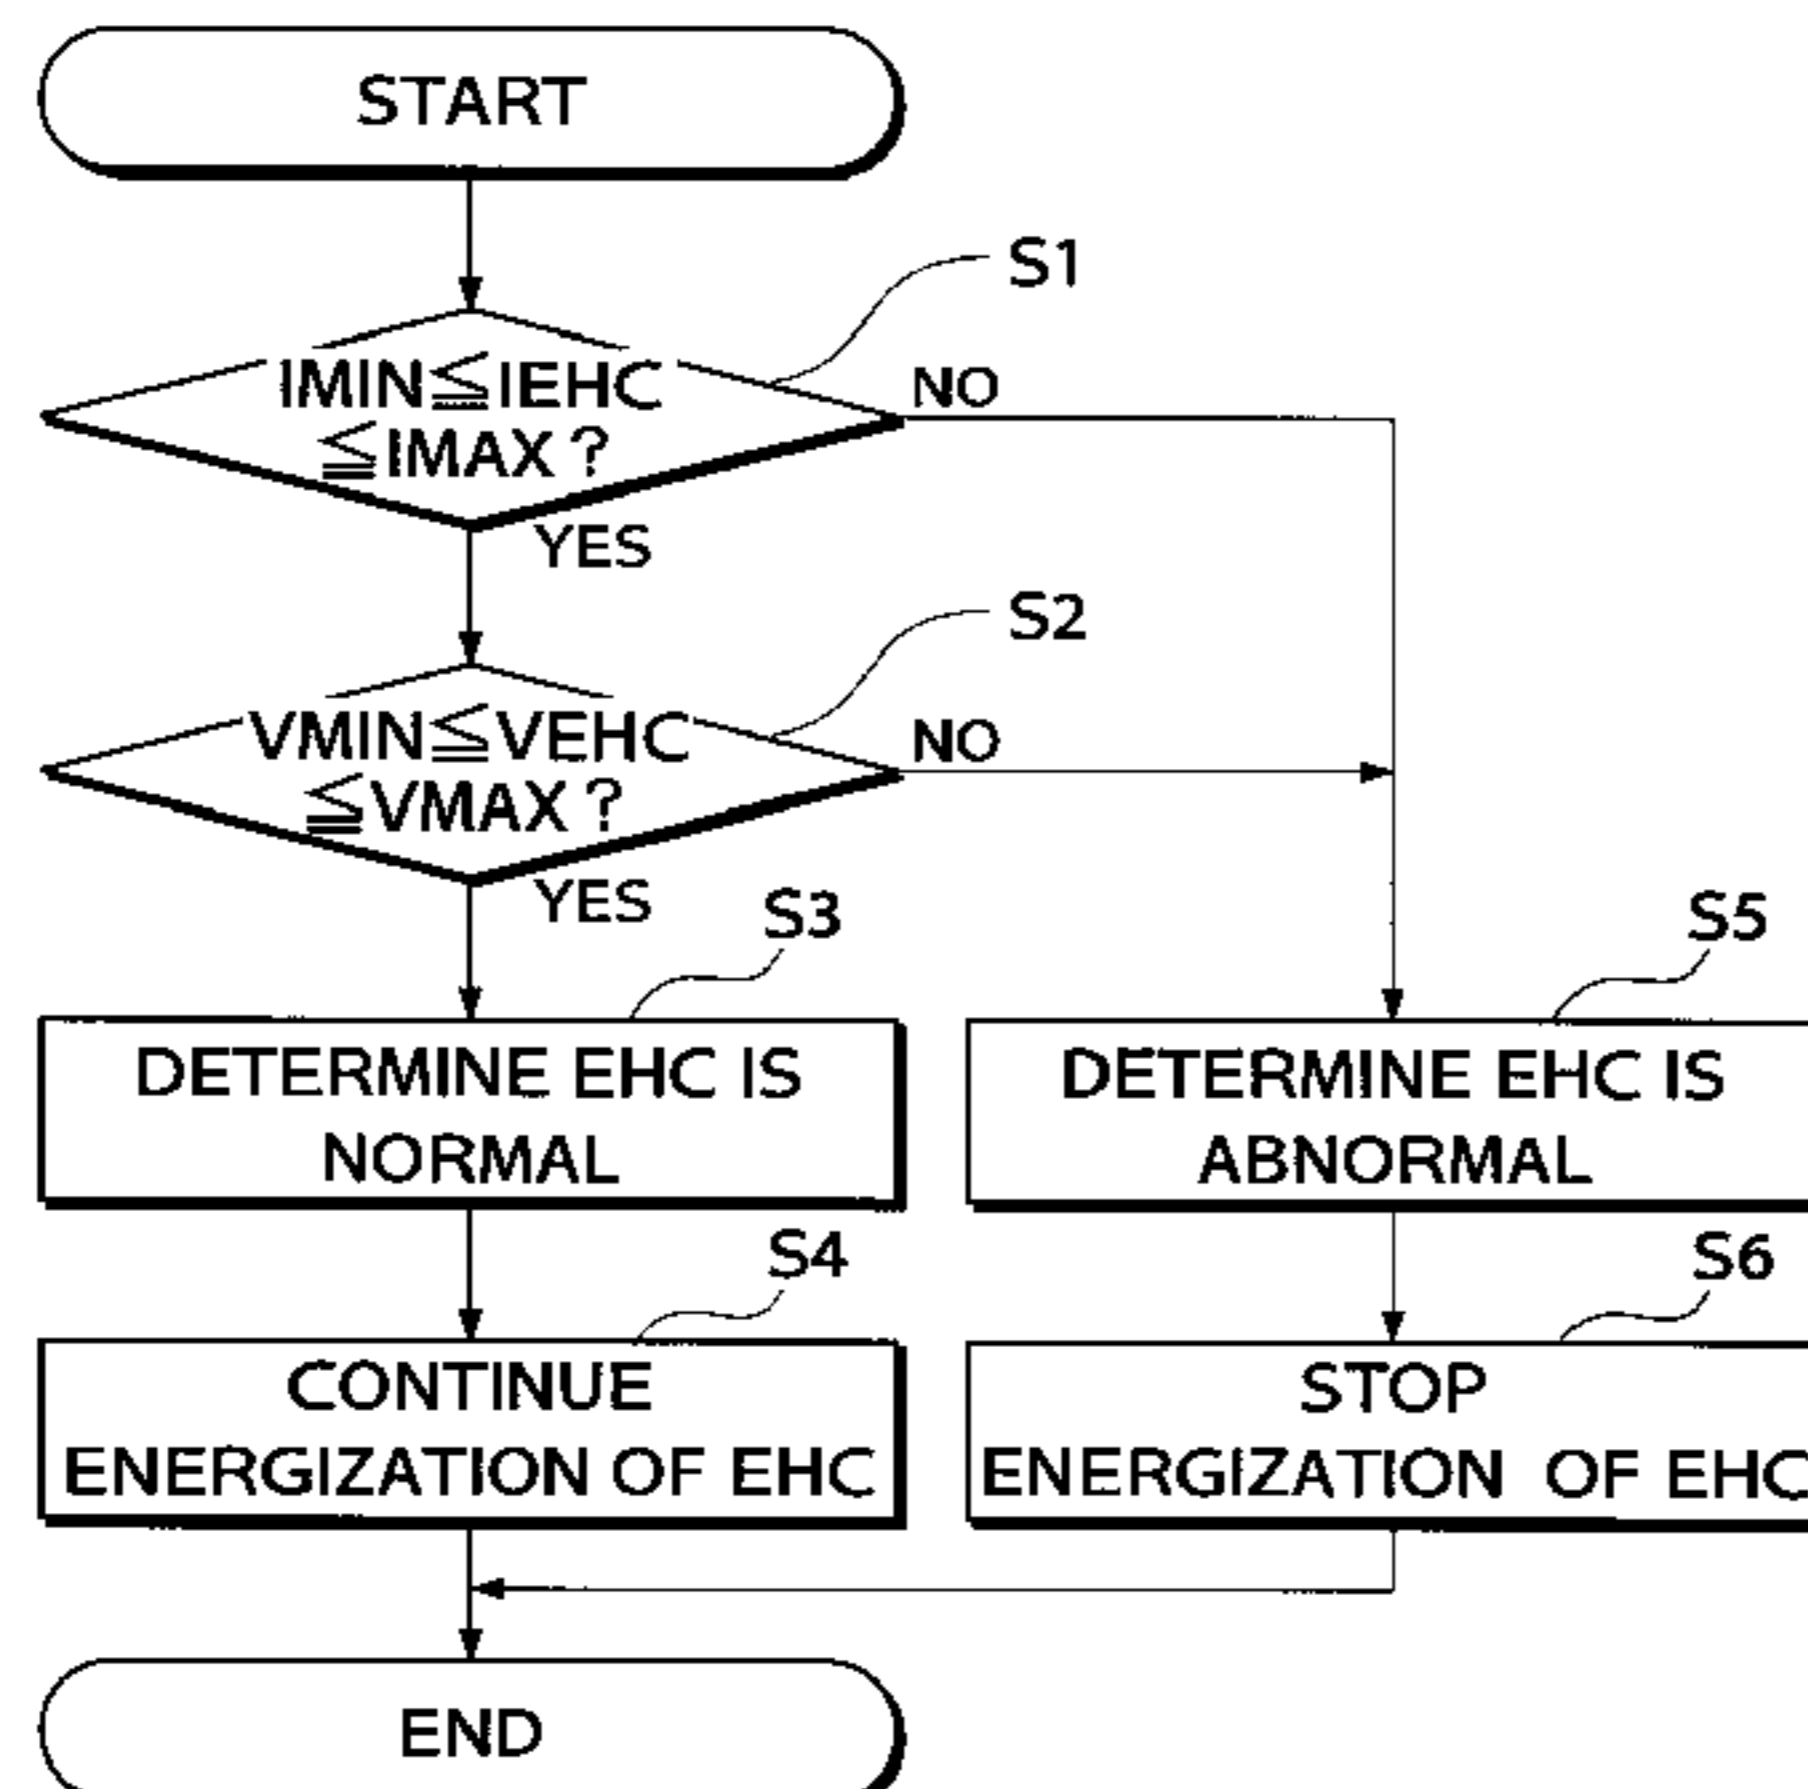 START
S1
IMIN≦IEHC
≦IMAX?
NO
YES
S2
VMIN≦VEHC
≦VMAX?
NO
YES
S3
DETERMINE EHC IS
NORMAL
S5
DETERMINE EHC IS
ABNORMAL
S4
CONTINUE
ENERGIZATION OF EHC
S6
STOP
ENERGIZATION OF EHC
END